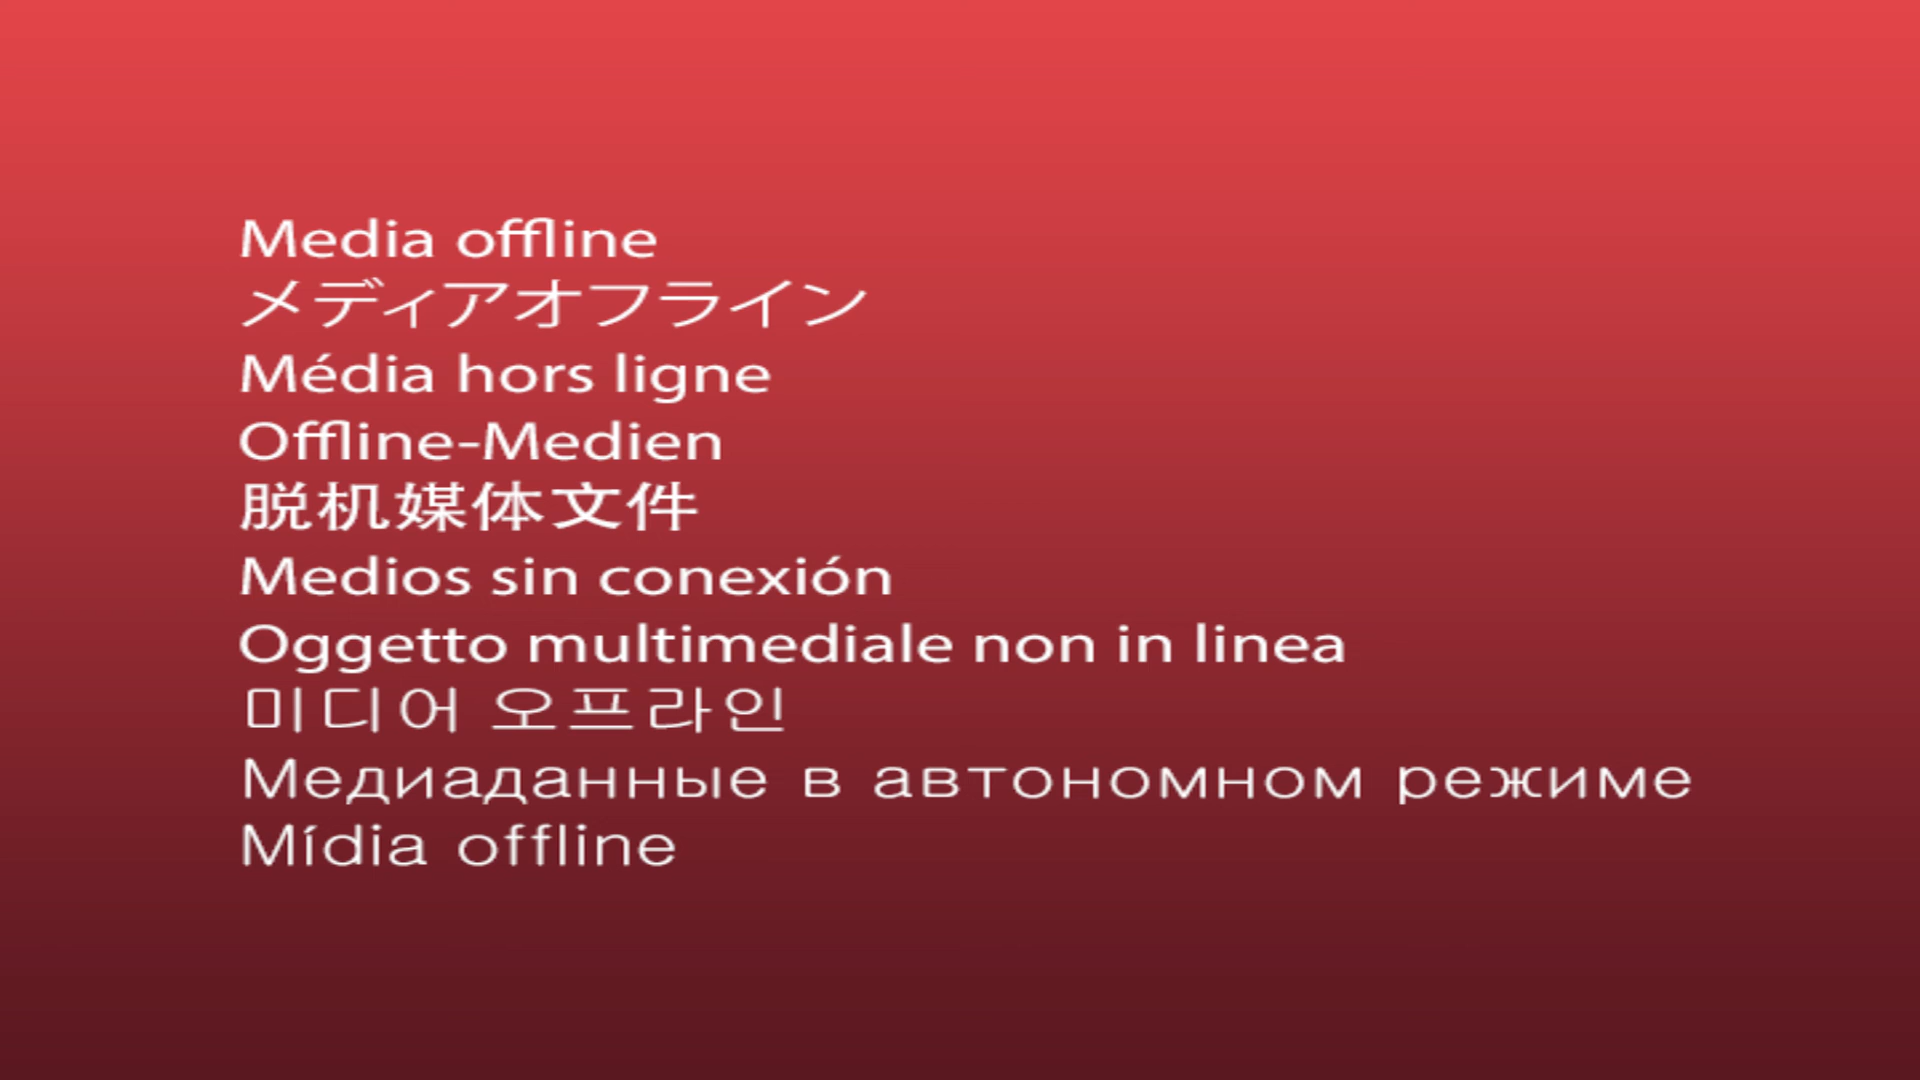 Media offline
メディアオフライン
Média hors ligne
Offline-Medien
脱机媒体文件
Medios sin conexión
Oggetto multimediale non in linea
미디어 오프라인
Медиаданные в автономном режиме
Mídia offline